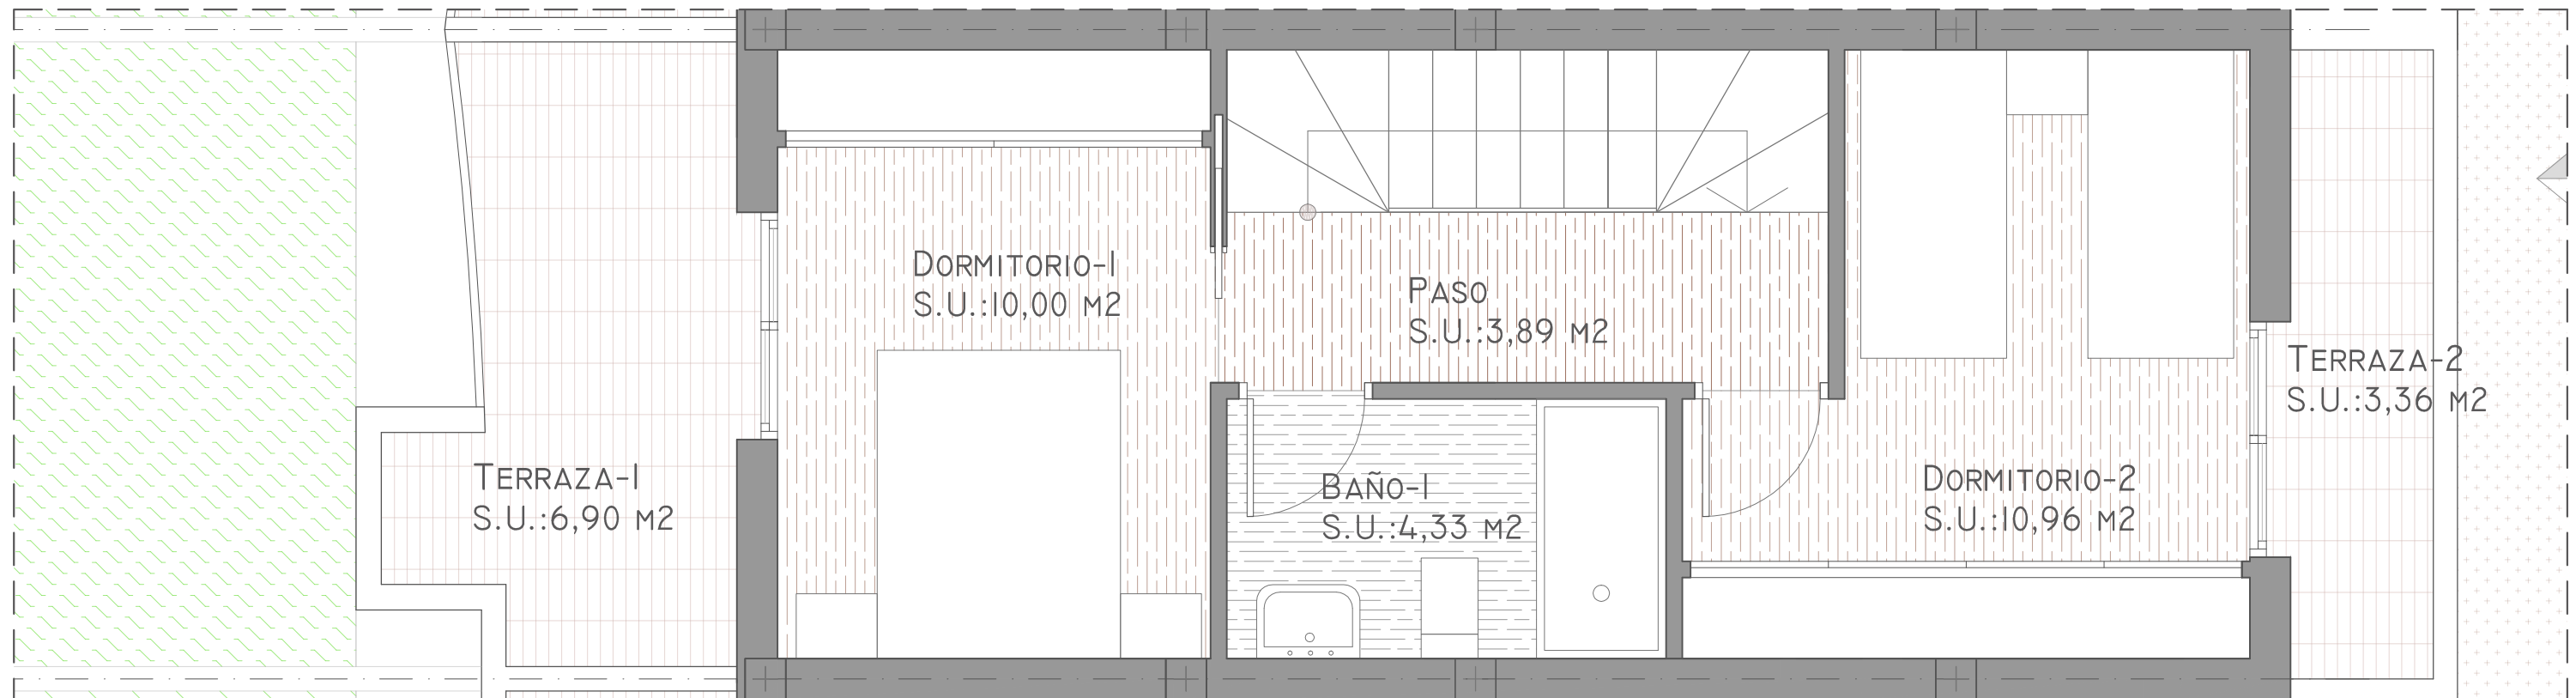 Dormitorio-1
S.U.:10,00 m2
Paso
S.U.:3,89 m2
Terraza-2
S.U.:3,36 m2
Terraza-1
S.U.:6,90 m2
Baño-1
S.U.:4,33 m2
Dormitorio-2
S.U.:10,96 m2